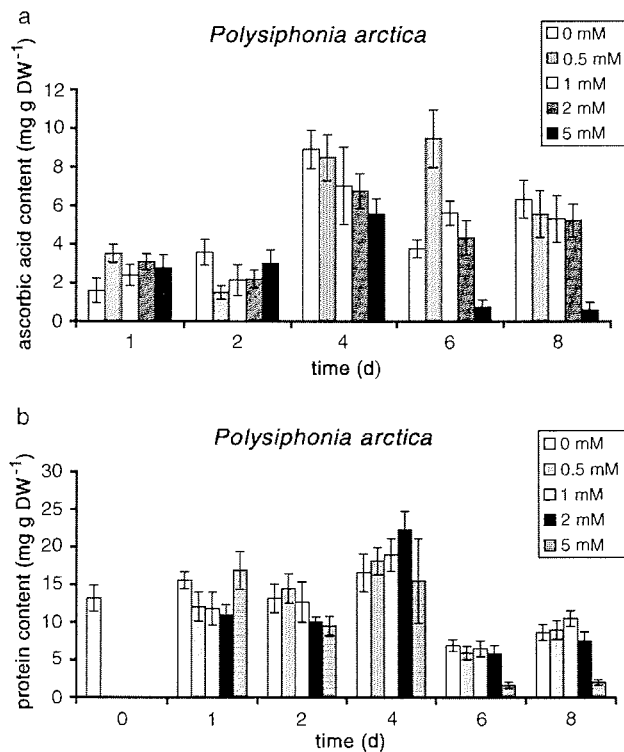 a
Polysiphonia arctica
0 mM
0.5 mM
1 mM
2 mM
5 mM
ascorbic acid content (mg g DW⁻¹)
12
10
8
6
4
2
0
1 2 4 6 8
time (d)
b
Polysiphonia arctica
0 mM
0.5 mM
1 mM
2 mM
5 mM
protein content (mg g DW⁻¹)
30
25
20
15
10
5
0
0 1 2 4 6 8
time (d)